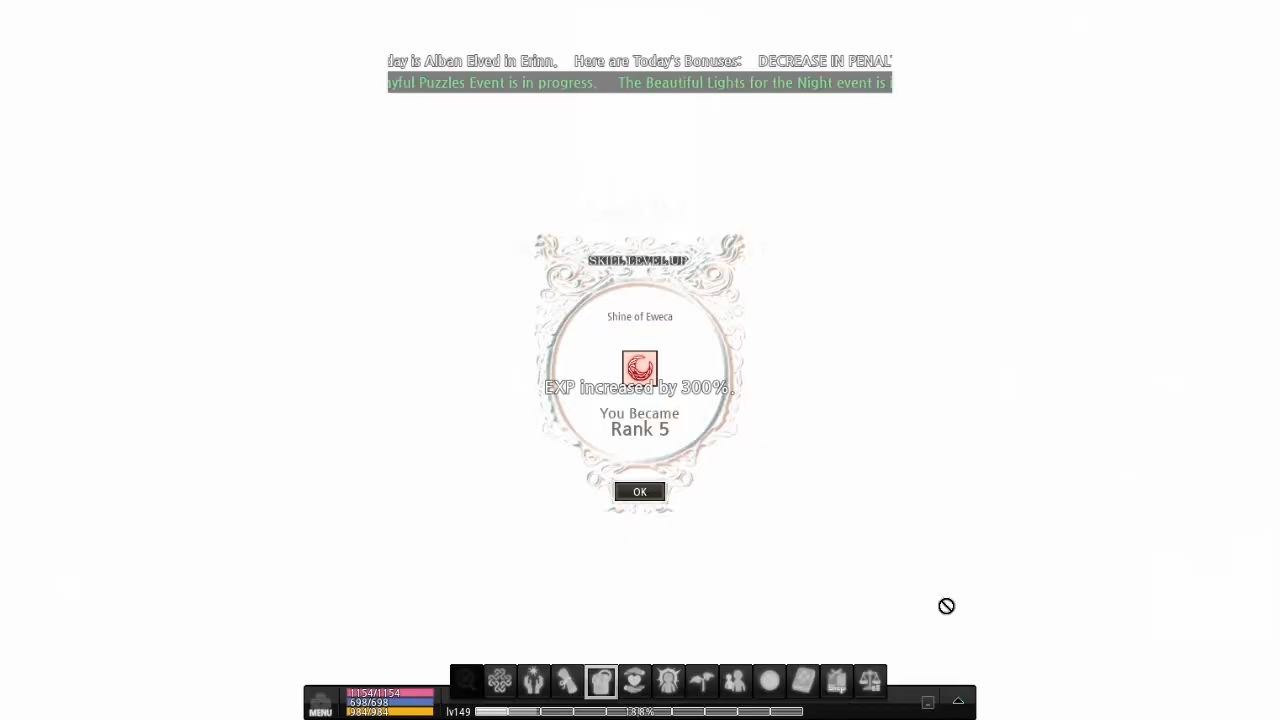 day is Alban Elved in Erinn. Here are Today's Bonuses: DECREASE IN PENAL
yful Puzzles Event is in progress. The Beautiful Lights for the Night event is i
SKILL LEVEL UP
Shine of Eweca
EXP increased by 300%.
You Became
Rank 5
OK
1154/1154
698/698
984/984
MENU
lv149
18.8%